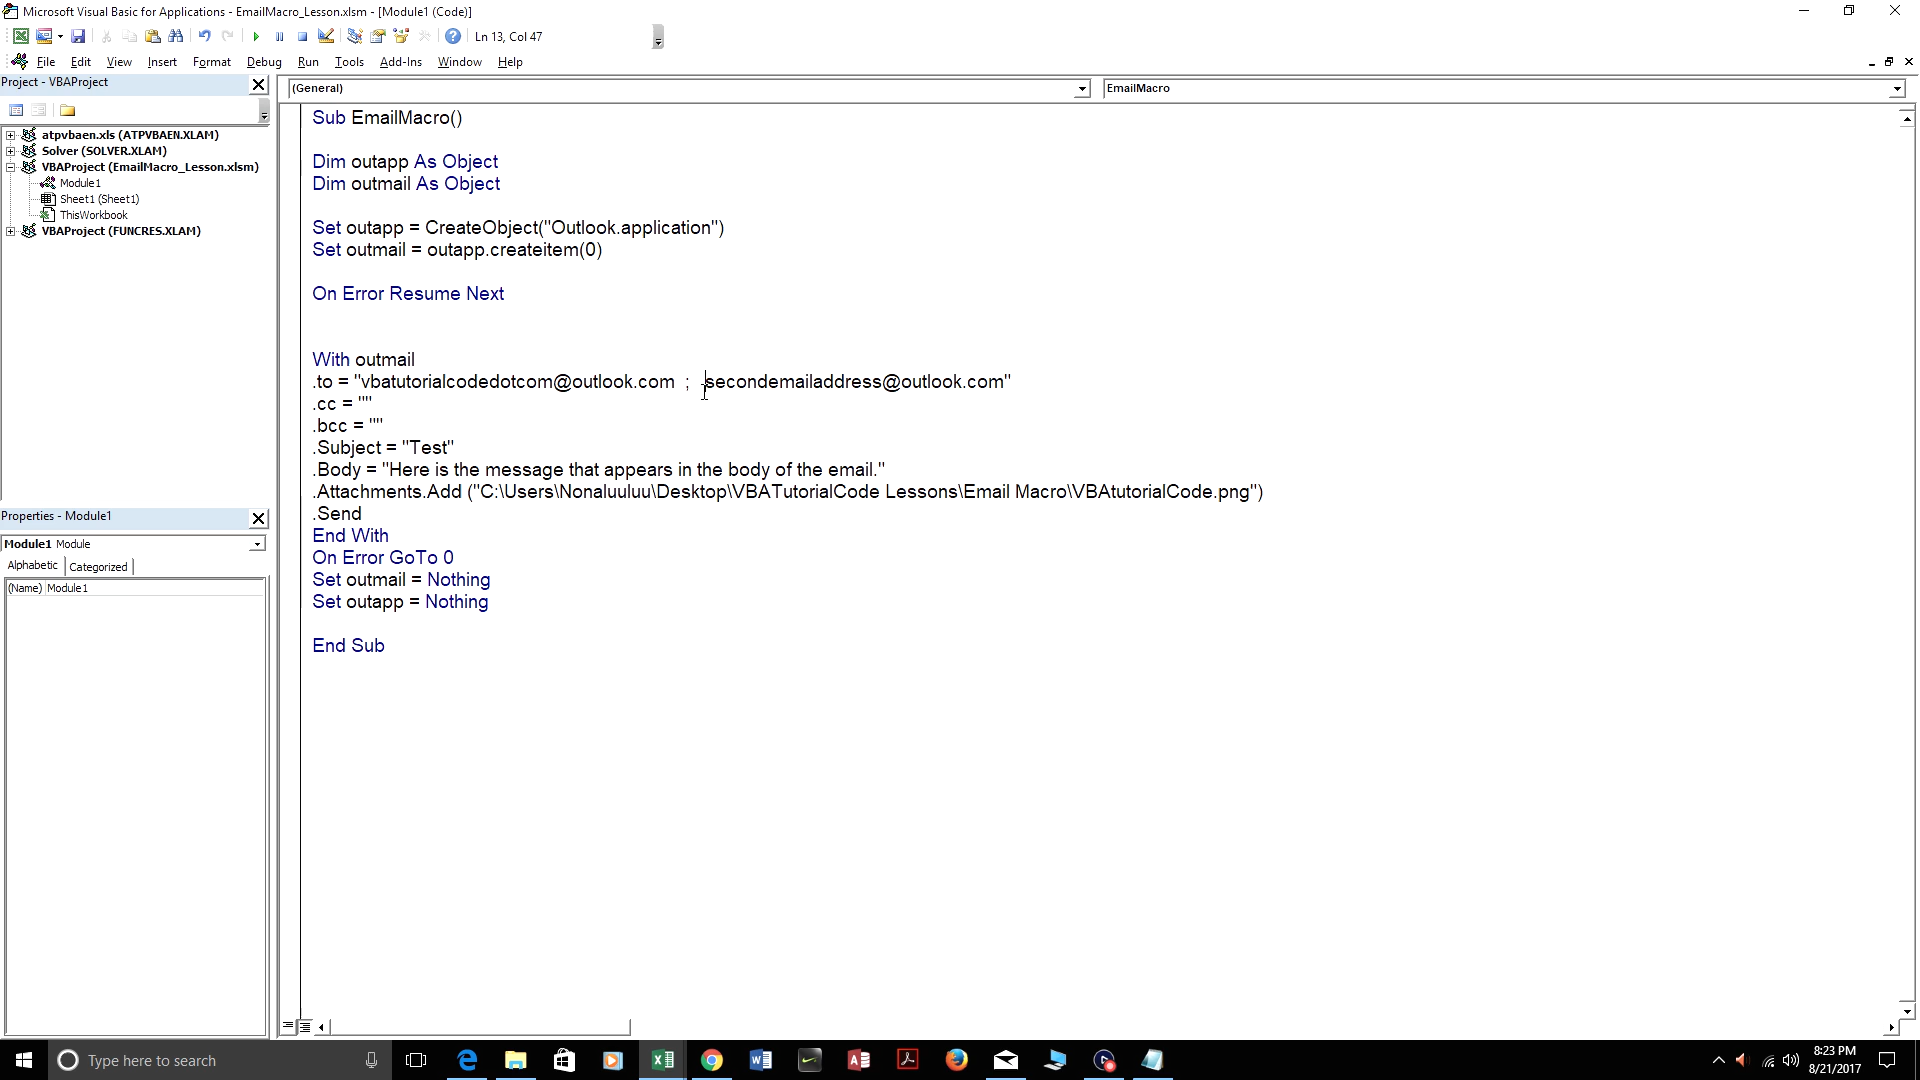 Microsoft Visual Basic for Applications - EmailMacro_Lesson.xlsm - [Module1 (Code)]
Ln 13, Col 47
File Edit View Insert Format Debug Run Tools Add-Ins Window Help
Project - VBAProject
(General)
EmailMacro
atpvbaen.xls (ATPVBAEN.XLAM)
Solver (SOLVER.XLAM)
VBAProject (EmailMacro_Lesson.xlsm)
Module1
Sheet1 (Sheet1)
ThisWorkbook
VBAProject (FUNCRES.XLAM)
Properties - Module1
Module1 Module
Alphabetic Categorized
(Name) Module1
Sub EmailMacro()
Dim outapp As Object
Dim outmail As Object
Set outapp = CreateObject("Outlook.application")
Set outmail = outapp.createitem(0)
On Error Resume Next
With outmail
.to = "vbatutorialcodedotcom@outlook.com  ;   secondemailaddress@outlook.com"
.cc = ""
.bcc = ""
.Subject = "Test"
.Body = "Here is the message that appears in the body of the email."
.Attachments.Add ("C:\Users\Nonaluuluu\Desktop\VBATutorialCode Lessons\Email Macro\VBAtutorialCode.png")
.Send
End With
On Error GoTo 0
Set outmail = Nothing
Set outapp = Nothing
End Sub
Type here to search
8:23 PM
8/21/2017